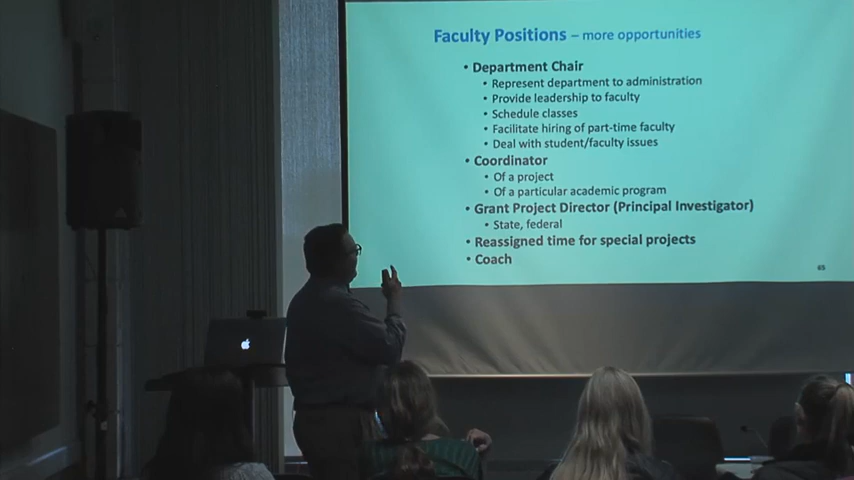 Faculty Positions – more opportunities
• Department Chair
• Represent department to administration
• Provide leadership to faculty
• Schedule classes
• Facilitate hiring of part-time faculty
• Deal with student/faculty issues
• Coordinator
• Of a project
• Of a particular academic program
• Grant Project Director (Principal Investigator)
• State, federal
• Reassigned time for special projects
• Coach
65